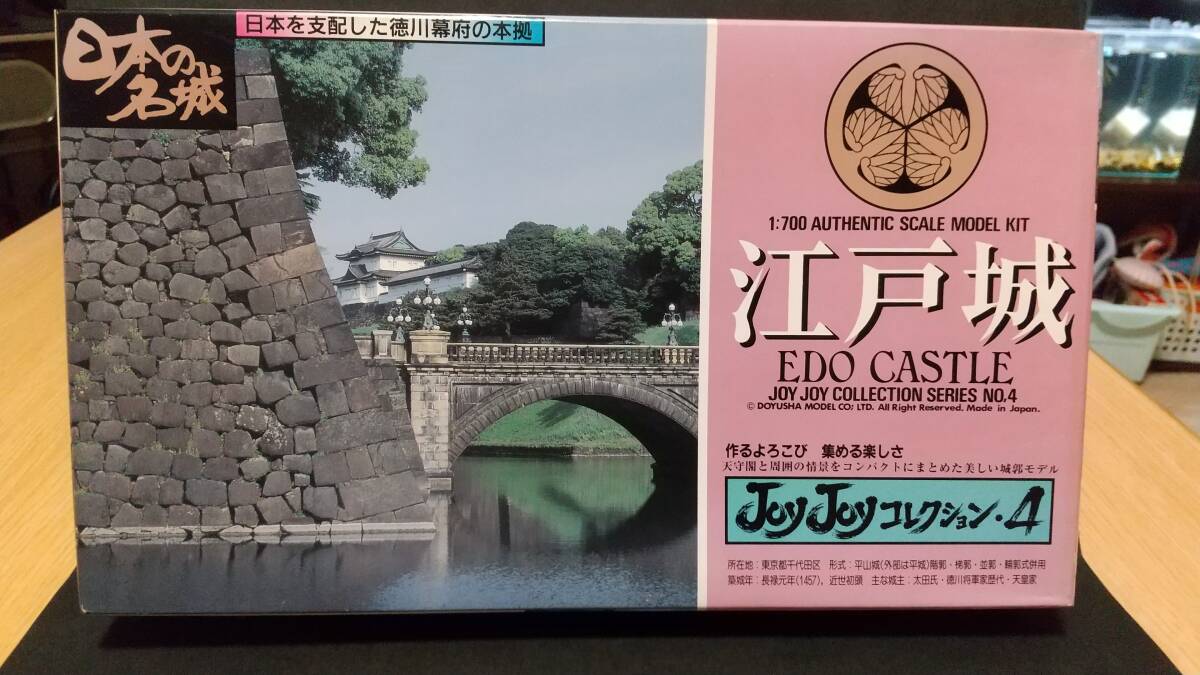 日本の名城
日本を支配した徳川幕府の本拠
1:700 AUTHENTIC SCALE MODEL KIT
江戸城
EDO CASTLE
JOY JOY COLLECTION SERIES NO.4
© DOYUSHA MODEL CO; LTD. All Right Reserved. Made in Japan.
作るよろこび 集める楽しさ
天守閣と周囲の情景をコンパクトにまとめた美しい城郭モデル
Joy Joyコレクション・4
所在地：東京都千代田区 形式：平山城(外部は平城)階郭・梯郭・並郭・輪郭式併用
築城年：長禄元年(1457)，近世初頭 主な城主：太田氏・徳川将軍家歴代・天皇家